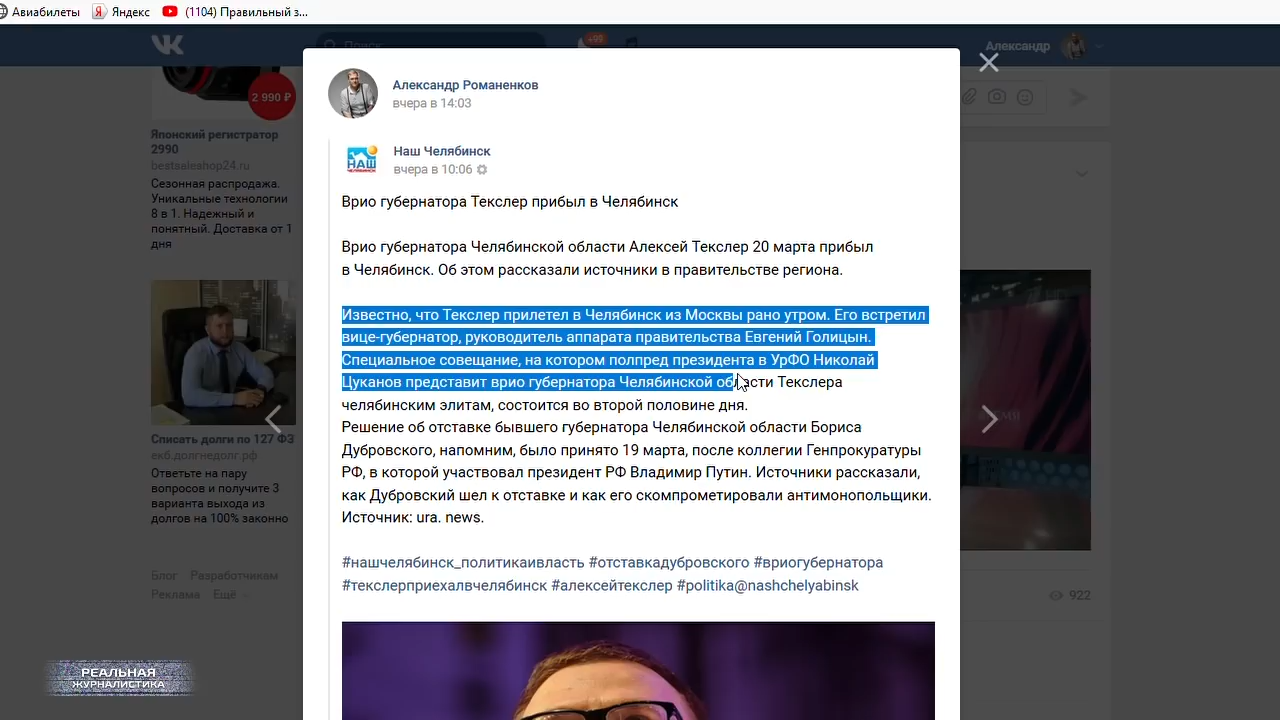 Авиабилеты
Яндекс
(1104) Правильный з...
Поиск
+99
Александр
2 990 ₽
Японский регистратор
2990
bestsaleshop24.ru
Сезонная распродажа.
Уникальные технологии
8 в 1. Надежный и
понятный. Доставка от 1
дня
Списать долги по 127 ФЗ
екб.долгнедолг.рф
Ответьте на пару
вопросов и получите 3
варианта выхода из
долгов на 100% законно
Блог Разработчикам
Реклама Ещё
Александр Романенков
вчера в 14:03
НАШ
ЧЕЛЯБИНСК
Наш Челябинск
вчера в 10:06
Врио губернатора Текслер прибыл в Челябинск
Врио губернатора Челябинской области Алексей Текслер 20 марта прибыл
в Челябинск. Об этом рассказали источники в правительстве региона.
Известно, что Текслер прилетел в Челябинск из Москвы рано утром. Его встретил
вице-губернатор, руководитель аппарата правительства Евгений Голицын.
Специальное совещание, на котором полпред президента в УрФО Николай
Цуканов представит врио губернатора Челябинской области Текслера
челябинским элитам, состоится во второй половине дня.
Решение об отставке бывшего губернатора Челябинской области Бориса
Дубровского, напомним, было принято 19 марта, после коллегии Генпрокуратуры
РФ, в которой участвовал президент РФ Владимир Путин. Источники рассказали,
как Дубровский шел к отставке и как его скомпрометировали антимонопольщики.
Источник: ura. news.
#нашчелябинск_политикаивласть #отставкадубровского #вриогубернатора
#текслерприехалвчелябинск #алексейтекслер #politika@nashchelyabinsk
922
РЕАЛЬНАЯ
ЖУРНАЛИСТИКА